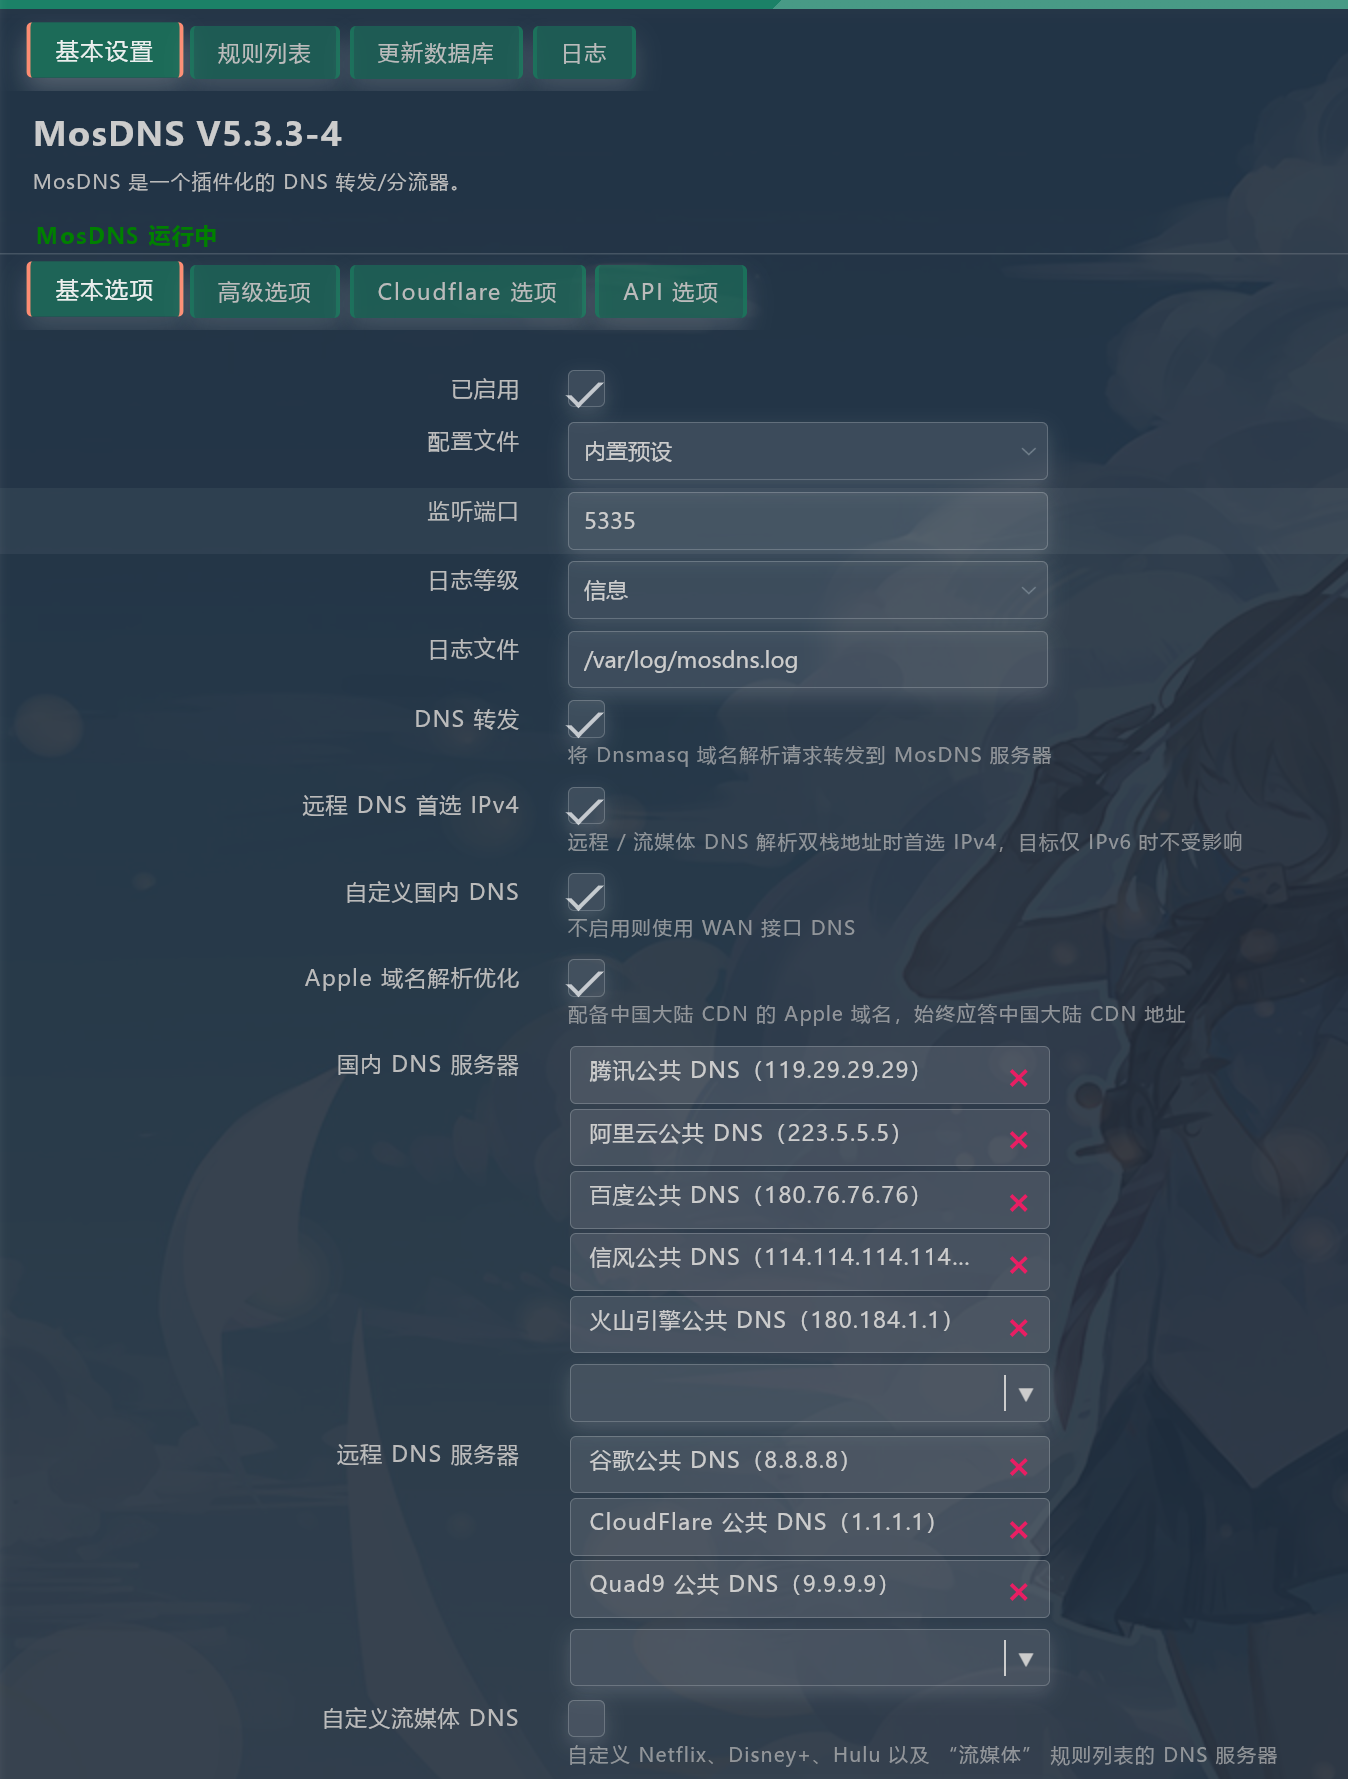 基本设置 规则列表 更新数据库 日志
MosDNS V5.3.3-4
MosDNS 是一个插件化的 DNS 转发/分流器。
MosDNS 运行中
基本选项 高级选项 Cloudflare 选项 API 选项
已启用
配置文件 内置预设
监听端口 5335
日志等级 信息
日志文件 /var/log/mosdns.log
DNS 转发
将 Dnsmasq 域名解析请求转发到 MosDNS 服务器
远程 DNS 首选 IPv4
远程 / 流媒体 DNS 解析双栈地址时首选 IPv4，目标仅 IPv6 时不受影响
自定义国内 DNS
不启用则使用 WAN 接口 DNS
Apple 域名解析优化
配备中国大陆 CDN 的 Apple 域名，始终应答中国大陆 CDN 地址
国内 DNS 服务器 腾讯公共 DNS（119.29.29.29）
阿里云公共 DNS（223.5.5.5）
百度公共 DNS（180.76.76.76）
信风公共 DNS（114.114.114.114...
火山引擎公共 DNS（180.184.1.1）
远程 DNS 服务器 谷歌公共 DNS（8.8.8.8）
CloudFlare 公共 DNS（1.1.1.1）
Quad9 公共 DNS（9.9.9.9）
自定义流媒体 DNS
自定义 Netflix、Disney+、Hulu 以及 “流媒体” 规则列表的 DNS 服务器